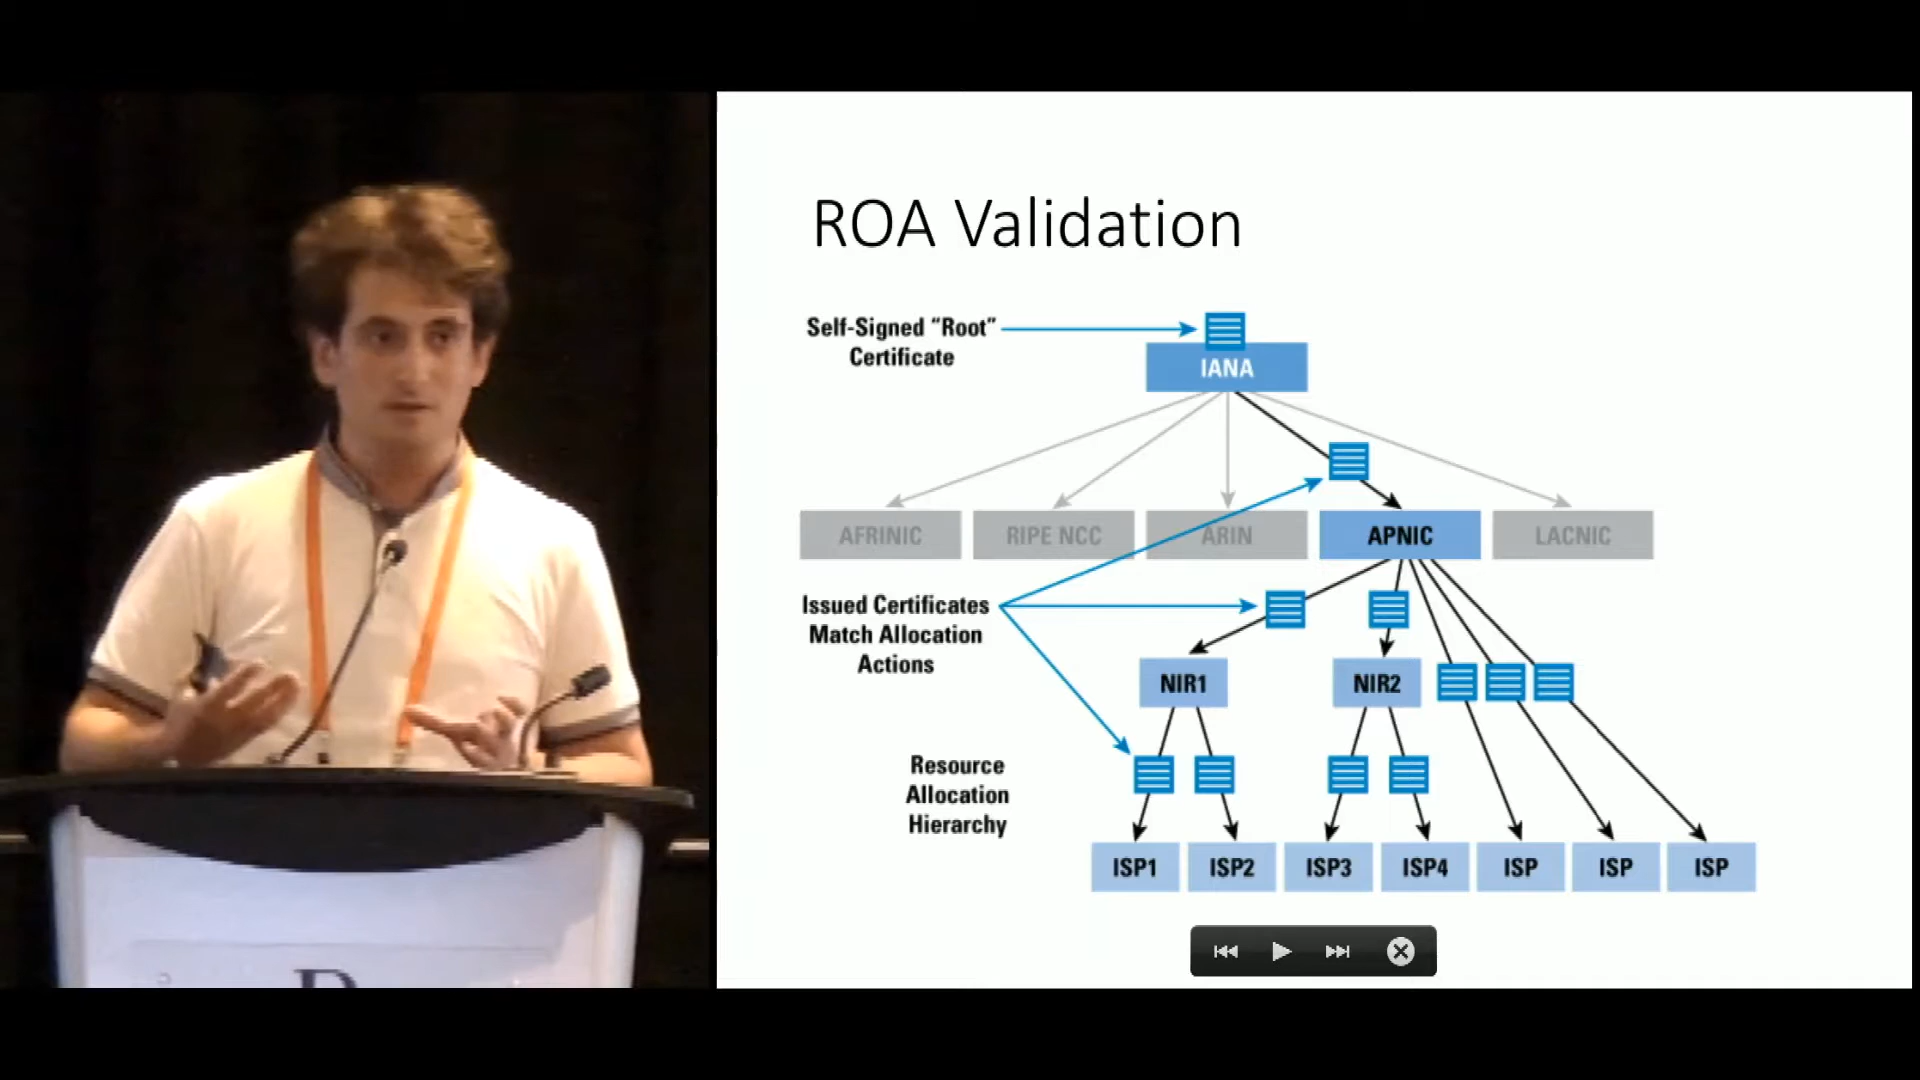 ROA Validation
Self-Signed “Root”
Certificate
IANA
AFRINIC
RIPE NCC
ARIN
APNIC
LACNIC
Issued Certificates
Match Allocation
Actions
NIR1
NIR2
Resource
Allocation
Hierarchy
ISP1
ISP2
ISP3
ISP4
ISP
ISP
ISP